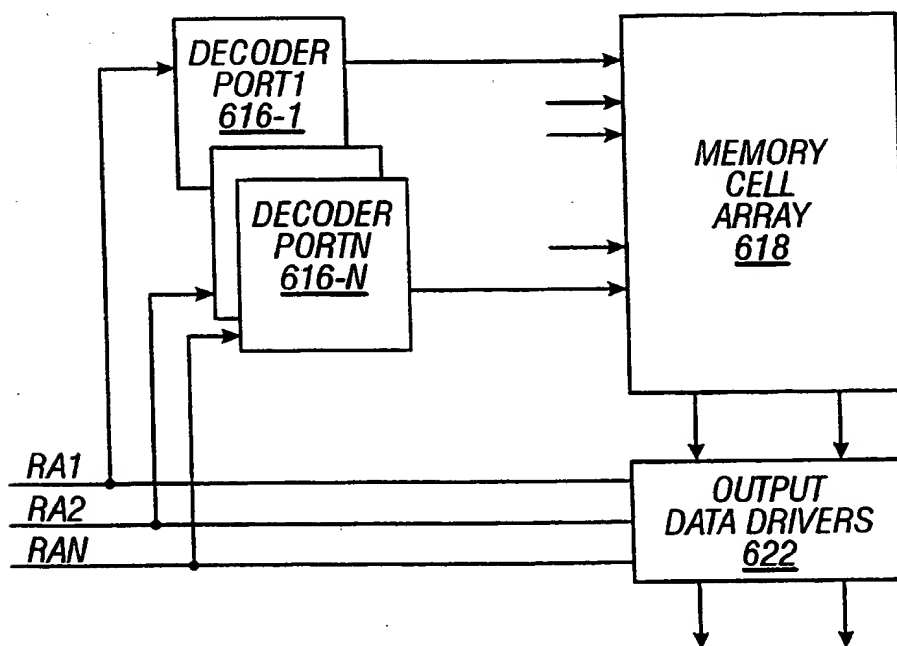 DECODER
PORT1
616-1
DECODER
PORTN
616-N
MEMORY
CELL
ARRAY
618
RA1
RA2
RAN
OUTPUT
DATA DRIVERS
622